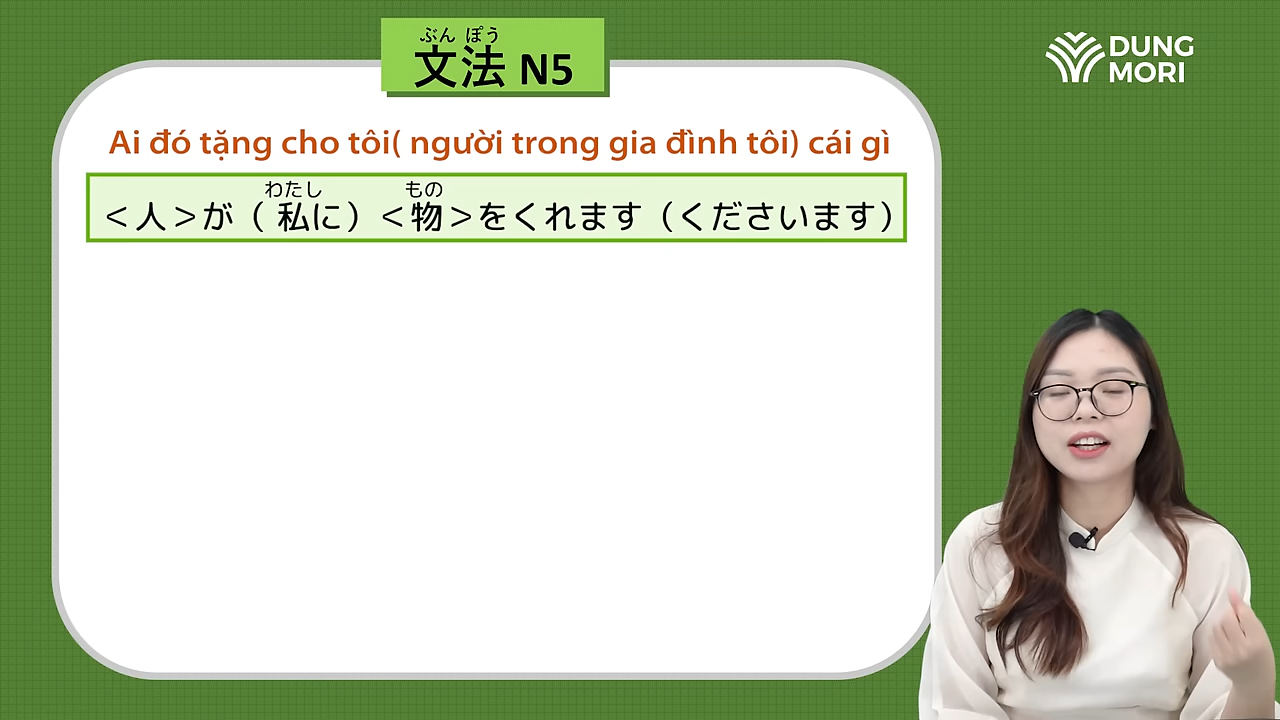 ぶん ぽう
文法 N5
DUNG
MORI
Ai đó tặng cho tôi( người trong gia đình tôi) cái gì
わたし もの
＜人＞が（ 私に）＜物＞をくれます（くださいます）